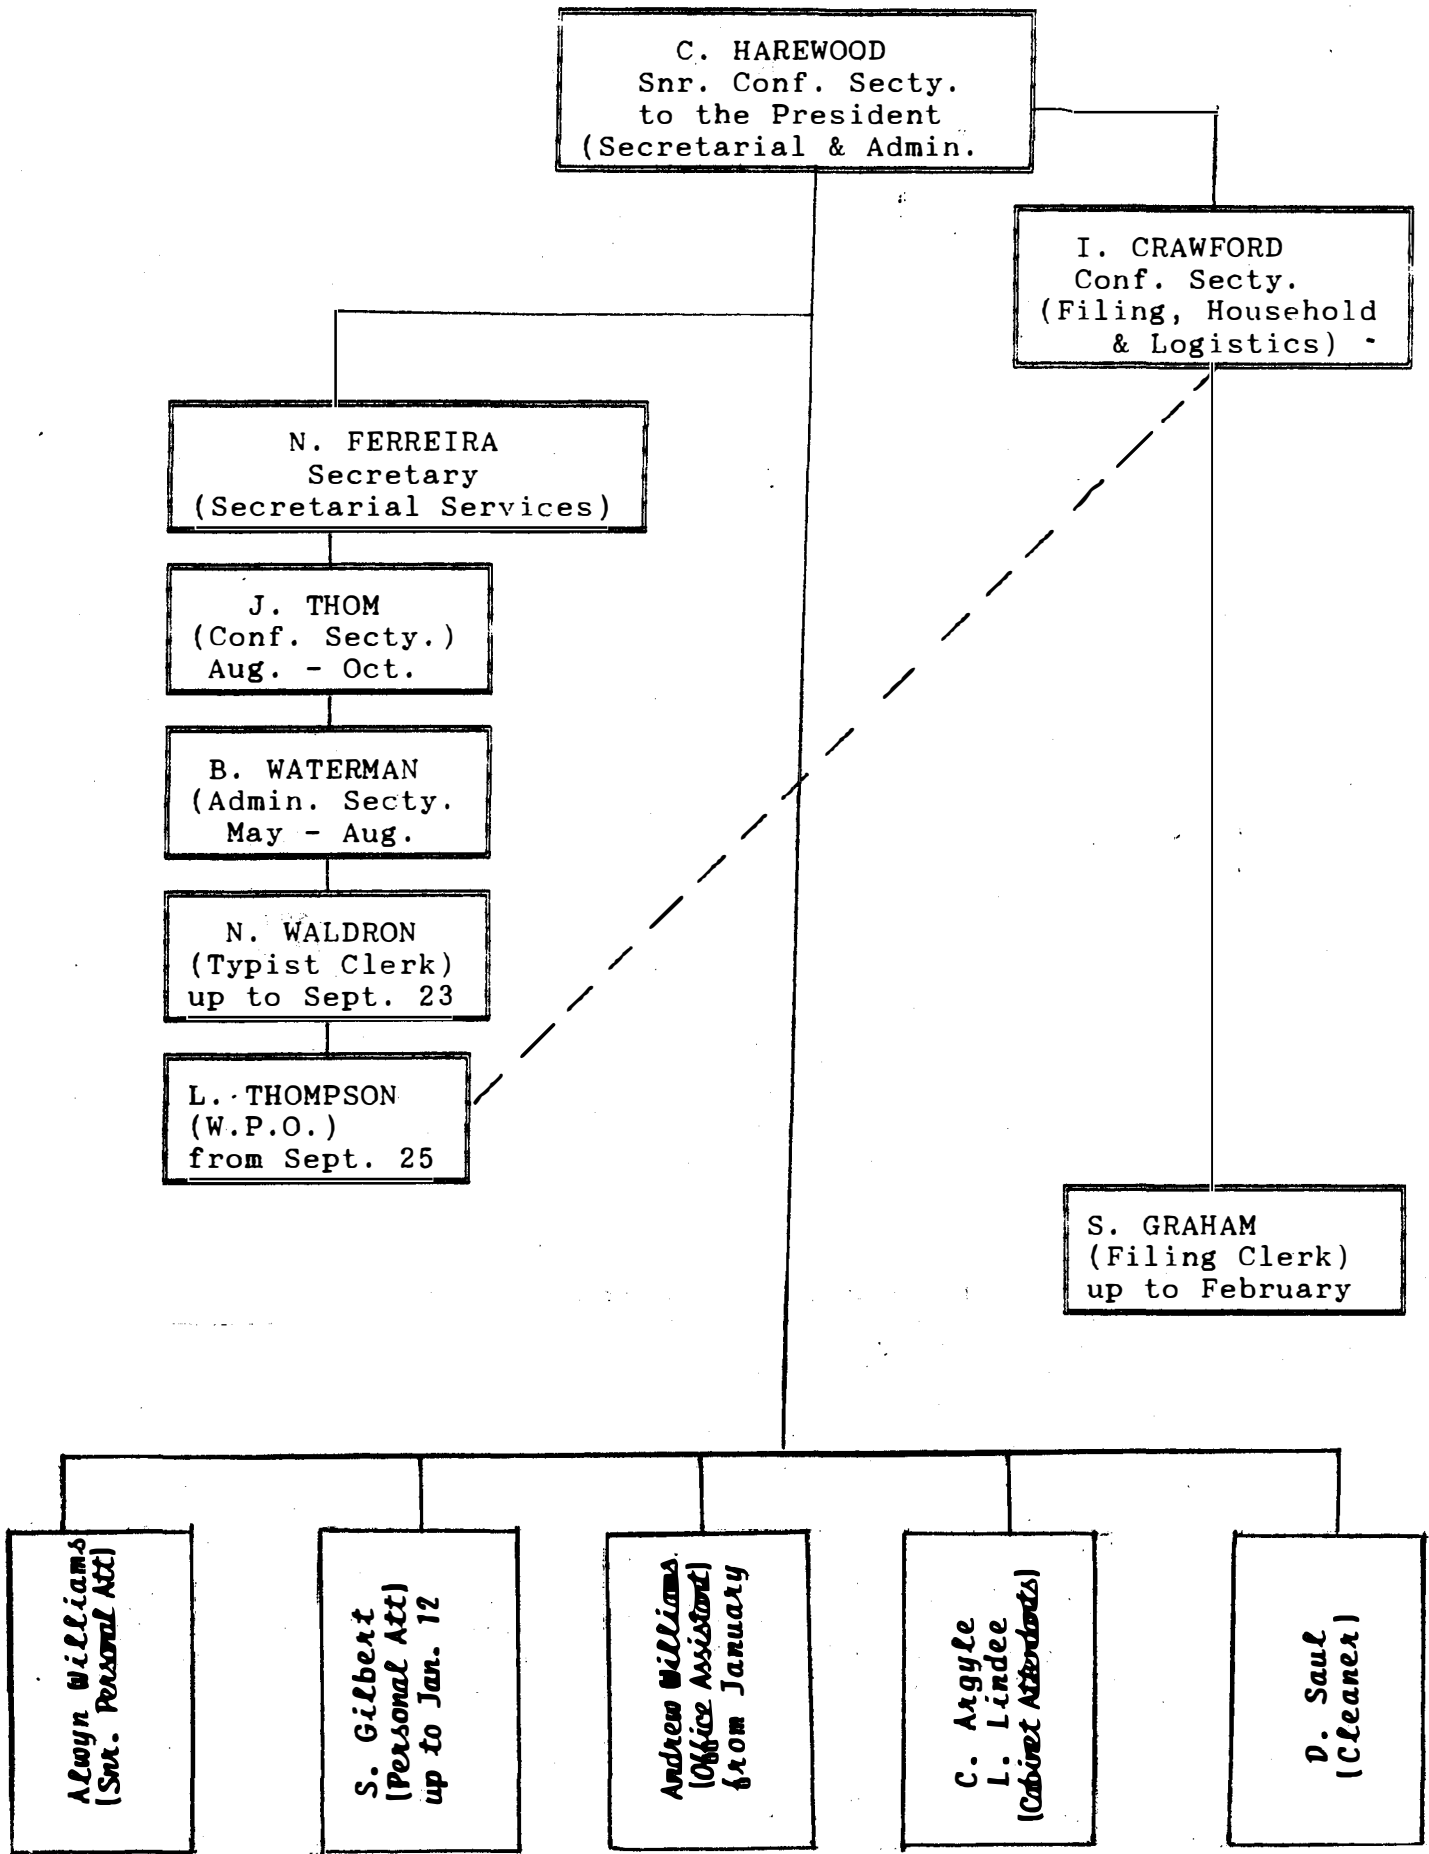 C. HAREWOOD
Snr. Conf. Secty.
to the President
(Secretarial & Admin.
I. CRAWFORD
Conf. Secty.
(Filing, Household
& Logistics) -
N. FERREIRA
Secretary
(Secretarial Services)
J. THOM
(Conf. Secty.)
Aug. - Oct.
B. WATERMAN
(Admin. Secty.
May - Aug.
N. WALDRON
(Typist Clerk)
up to Sept. 23
L. THOMPSON
(W.P.O.)
from Sept. 25
S. GRAHAM
(Filing Clerk)
up to February
Alwyn Williams
(Snr. Personal Att)
S. Gilbert
(Personal Att)
up to Jan. 12
Andrew Williams
(Office Assistant)
from January
C. Argyle
L. Lindee
(Cabinet Attendants)
D. Saul
(Cleaner)